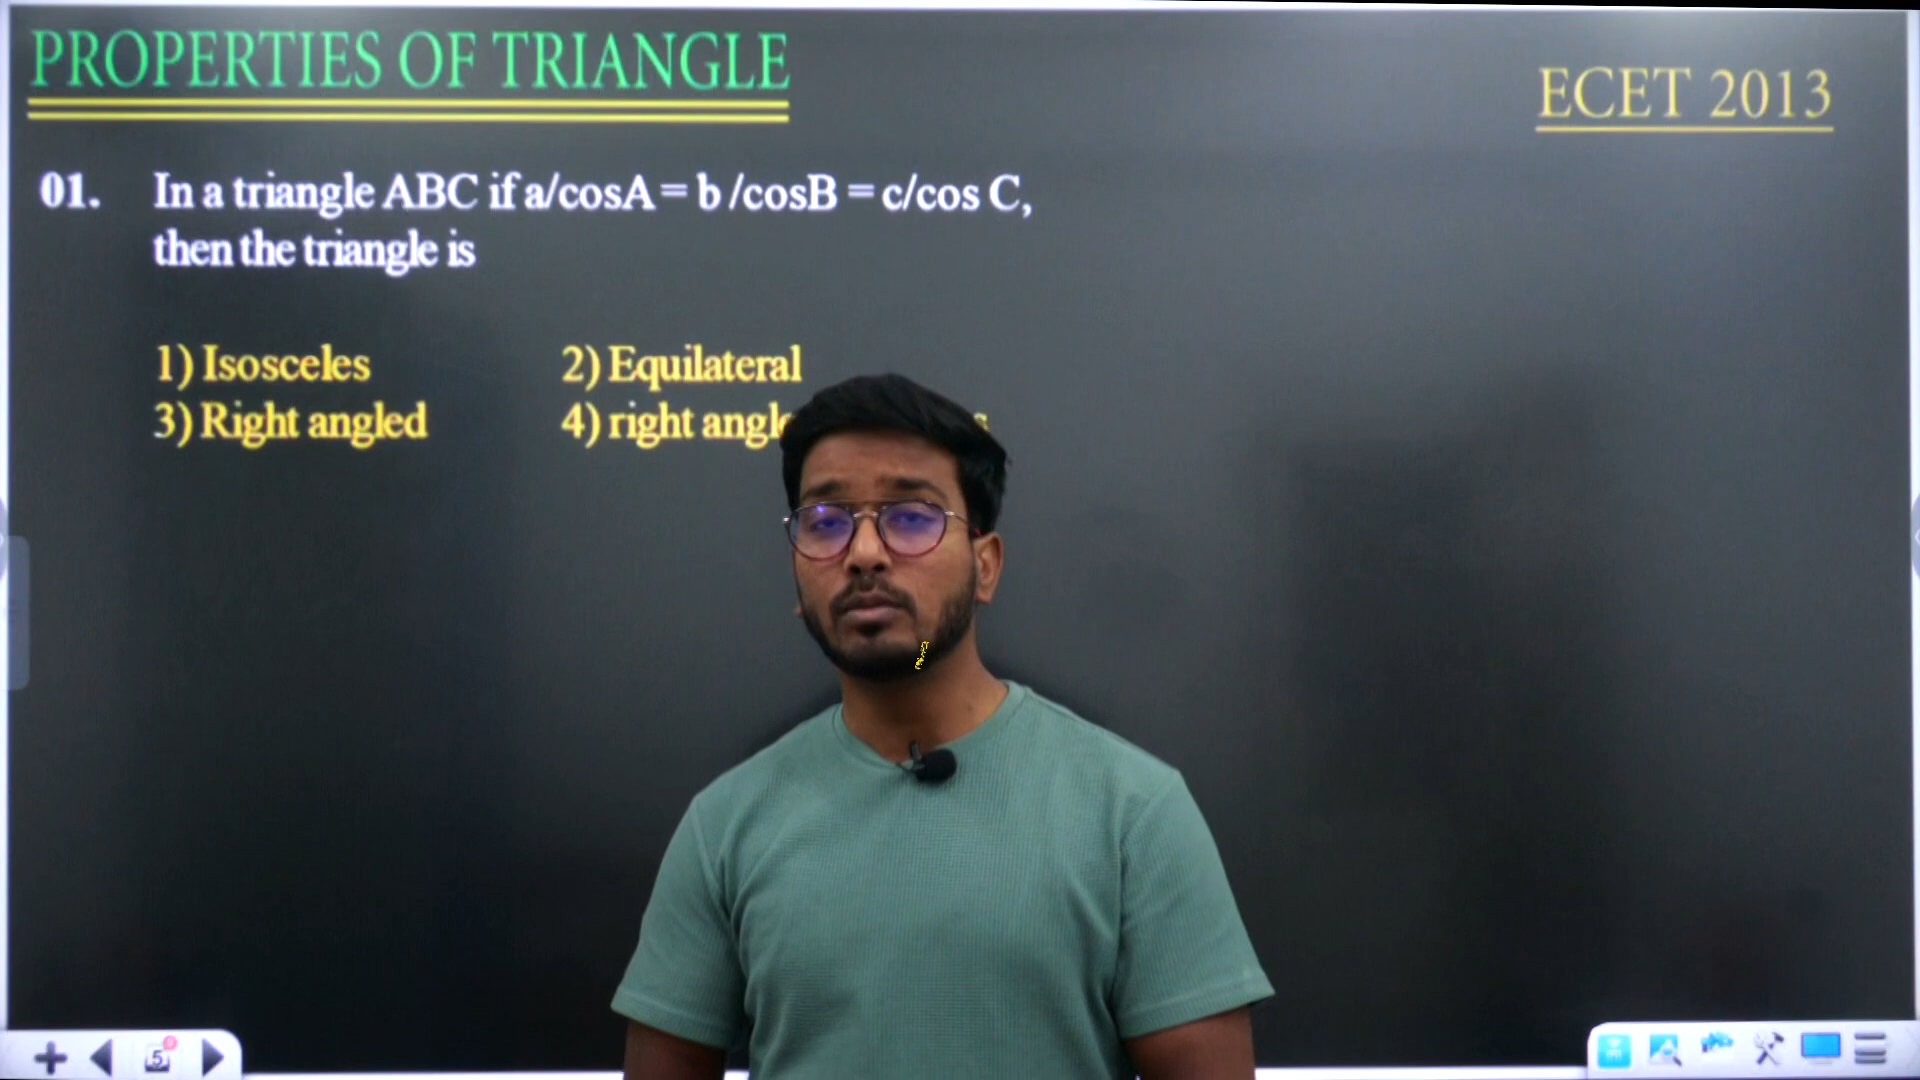 PROPERTIES OF TRIANGLE
ECET 2013
01. In a triangle ABC if a/cosA = b /cosB = c/cos C,
then the triangle is
1) Isosceles 2) Equilateral
3) Right angled 4) right
5